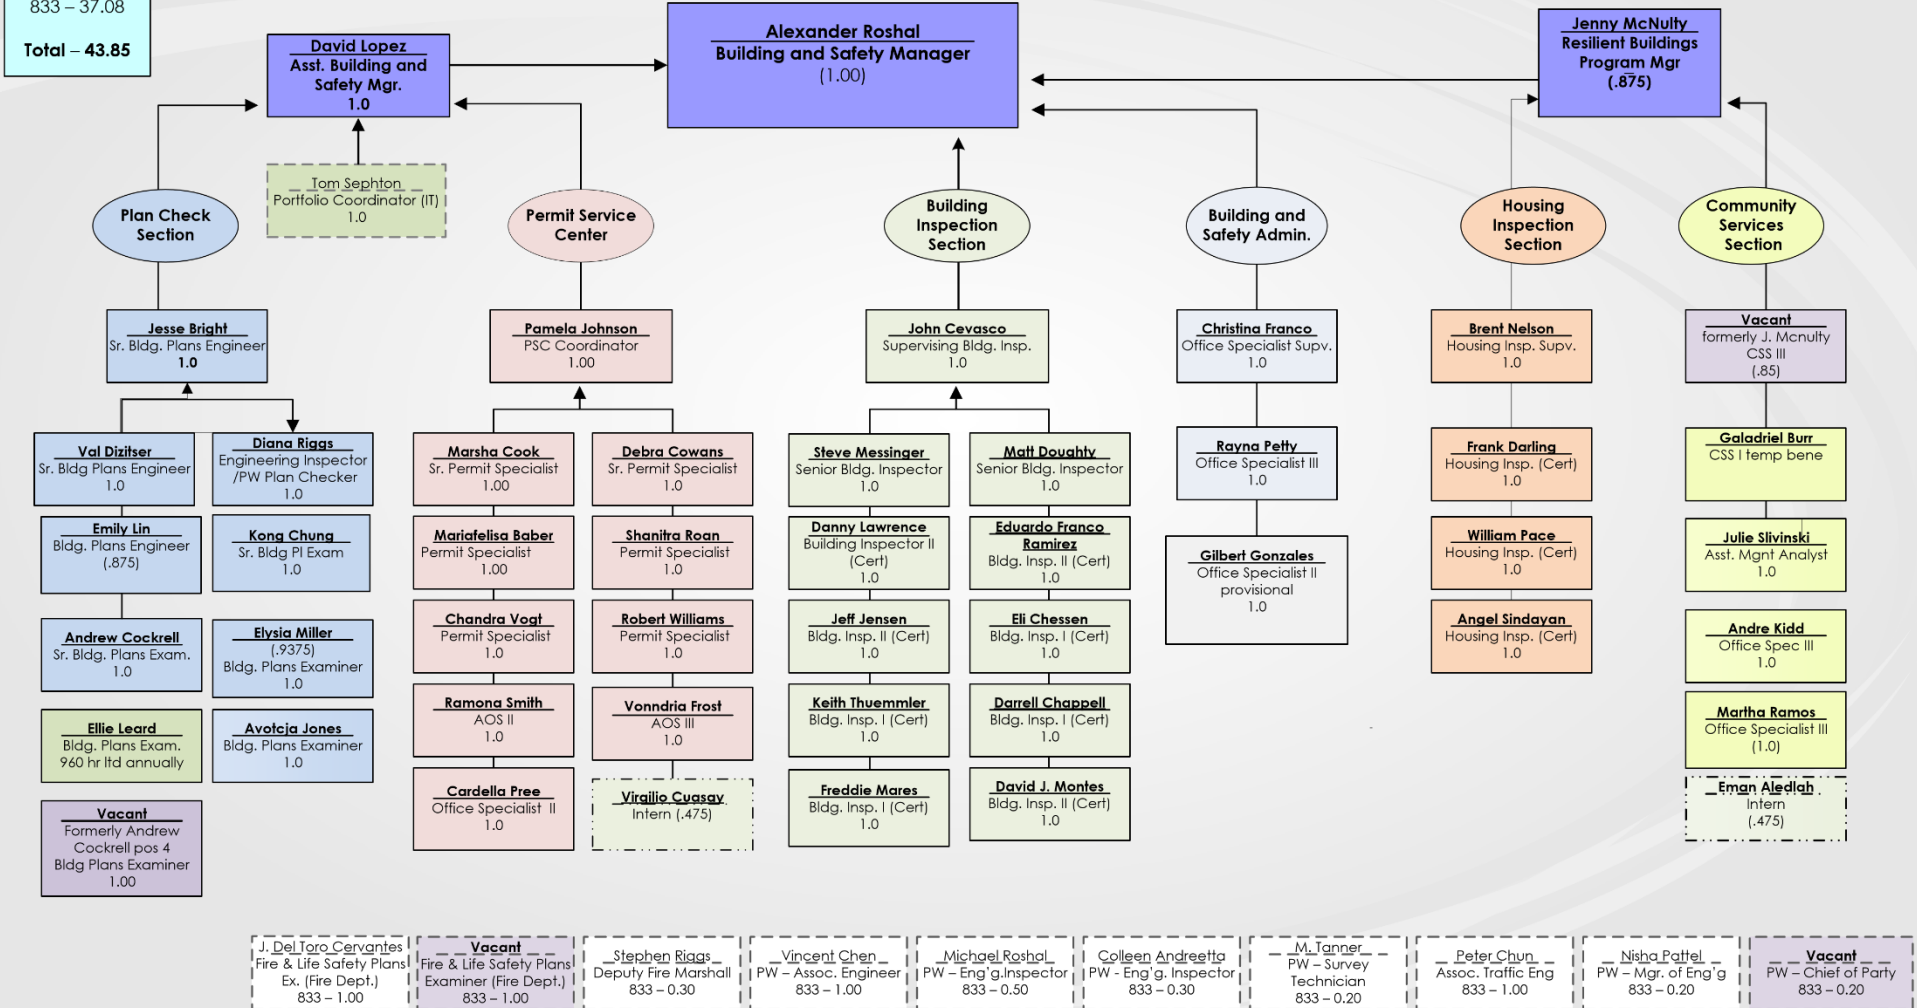 833 – 37.08
Total – 43.85
David Lopez
Asst. Building and
Safety Mgr.
1.0
Alexander Roshal
Building and Safety Manager
(1.00)
Jenny McNulty
Resilient Buildings
Program Mgr
(.875)
Tom Sephton
Portfolio Coordinator (IT)
1.0
Plan Check
Section
Permit Service
Center
Building
Inspection
Section
Building and
Safety Admin.
Housing
Inspection
Section
Community
Services
Section
Jesse Bright
Sr. Bldg. Plans Engineer
1.0
Pamela Johnson
PSC Coordinator
1.00
John Cevasco
Supervising Bldg. Insp.
1.0
Christina Franco
Office Specialist Supv.
1.0
Brent Nelson
Housing Insp. Supv.
1.0
Vacant
formerly J. Mcnulty
CSS III
(.85)
Val Dizitser
Sr. Bldg Plans Engineer
1.0
Diana Riggs
Engineering Inspector
/PW Plan Checker
1.0
Marsha Cook
Sr. Permit Specialist
1.00
Debra Cowans
Sr. Permit Specialist
1.0
Steve Messinger
Senior Bldg. Inspector
1.0
Matt Doughty
Senior Bldg. Inspector
1.0
Rayna Petty
Office Specialist III
1.0
Frank Darling
Housing Insp. (Cert)
1.0
Galadriel Burr
CSS I temp bene
Emily Lin
Bldg. Plans Engineer
(.875)
Kong Chung
Sr. Bldg Pl Exam
1.0
Mariafelisa Baber
Permit Specialist
1.00
Shanitra Roan
Permit Specialist
1.0
Danny Lawrence
Building Inspector II
(Cert)
1.0
Eduardo Franco
Ramirez
Bldg. Insp. II (Cert)
1.0
Gilbert Gonzales
Office Specialist II
provisional
1.0
William Pace
Housing Insp. (Cert)
1.0
Julie Slivinski
Asst. Mgnt Analyst
1.0
Andrew Cockrell
Sr. Bldg. Plans Exam.
1.0
Elysia Miller
(.9375)
Bldg. Plans Examiner
1.0
Chandra Vogt
Permit Specialist
1.0
Robert Williams
Permit Specialist
1.0
Jeff Jensen
Bldg. Insp. II (Cert)
1.0
Eli Chessen
Bldg. Insp. I (Cert)
1.0
Angel Sindayan
Housing Insp. (Cert)
1.0
Andre Kidd
Office Spec III
1.0
Ellie Leard
Bldg. Plans Exam.
960 hr ltd annually
Avotcja Jones
Bldg. Plans Examiner
1.0
Ramona Smith
AOS II
1.0
Vonndria Frost
AOS III
1.0
Keith Thuemmler
Bldg. Insp. I (Cert)
1.0
Darrell Chappell
Bldg. Insp. I (Cert)
1.0
Martha Ramos
Office Specialist III
(1.0)
Vacant
Formerly Andrew
Cockrell pos 4
Bldg Plans Examiner
1.00
Cardella Pree
Office Specialist II
1.0
Virgilio Cuasay
Intern (.475)
Freddie Mares
Bldg. Insp. I (Cert)
1.0
David J. Montes
Bldg. Insp. II (Cert)
1.0
Eman Aledlah
Intern
(.475)
J. Del Toro Cervantes
Fire & Life Safety Plans
Ex. (Fire Dept.)
833 – 1.00
Vacant
Fire & Life Safety Plans
Examiner (Fire Dept.)
833 – 1.00
Stephen Riggs
Deputy Fire Marshall
833 – 0.30
Vincent Chen
PW – Assoc. Engineer
833 – 1.00
Michael Roshal
PW – Eng'g.Inspector
833 – 0.50
Colleen Andreetta
PW - Eng'g. Inspector
833 – 0.30
M. Tanner
PW – Survey
Technician
833 – 0.20
Peter Chun
Assoc. Traffic Eng
833 – 1.00
Nisha Pattel
PW – Mgr. of Eng'g
833 – 0.20
Vacant
PW – Chief of Party
833 – 0.20